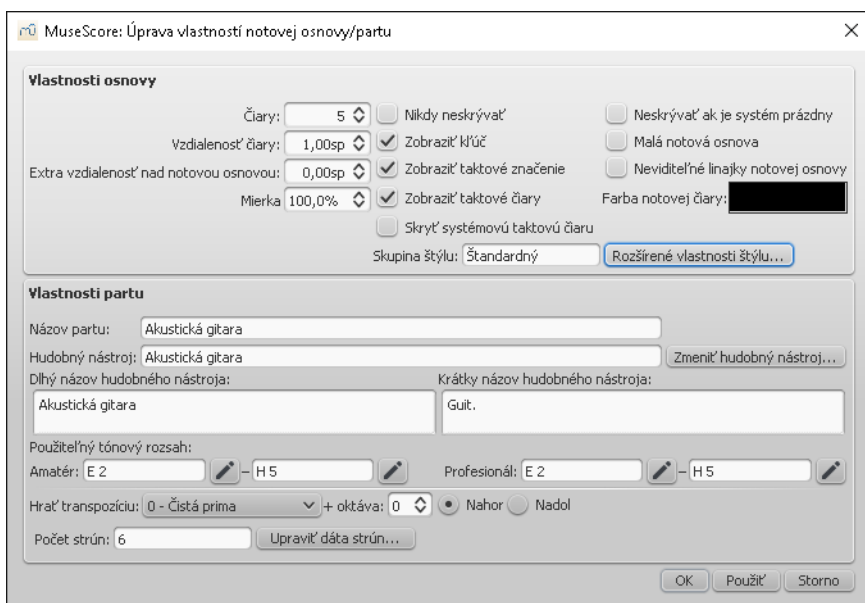 MuseScore: Úprava vlastností notovej osnovy/partu
Vlastnosti osnovy
Čiary: 5 Nikdy neskrývať Neskrývať ak je systém prázdny
Vzdialenosť čiary: 1,00sp Zobraziť kľúč Malá notová osnova
Extra vzdialenosť nad notovou osnovou: 0,00sp Zobraziť taktové značenie Neviditeľné linajky notovej osnovy
Mierka 100,0% Zobraziť taktové čiary Farba notovej čiary:
Skryť systémovú taktovú čiaru
Skupina štýlu: Štandardný Rozšírené vlastnosti štýlu...
Vlastnosti partu
Názov partu: Akustická gitara
Hudobný nástroj: Akustická gitara Zmeniť hudobný nástroj...
Dlhý názov hudobného nástroja: Krátky názov hudobného nástroja:
Akustická gitara Guit.
Použiteľný tónový rozsah:
Amatér: E 2 – H 5 Profesionál: E 2 – H 5
Hrať transpozíciu: 0 - Čistá prima + oktáva: 0 Nahor Nadol
Počet strún: 6 Upraviť dáta strún...
OK Použiť Storno